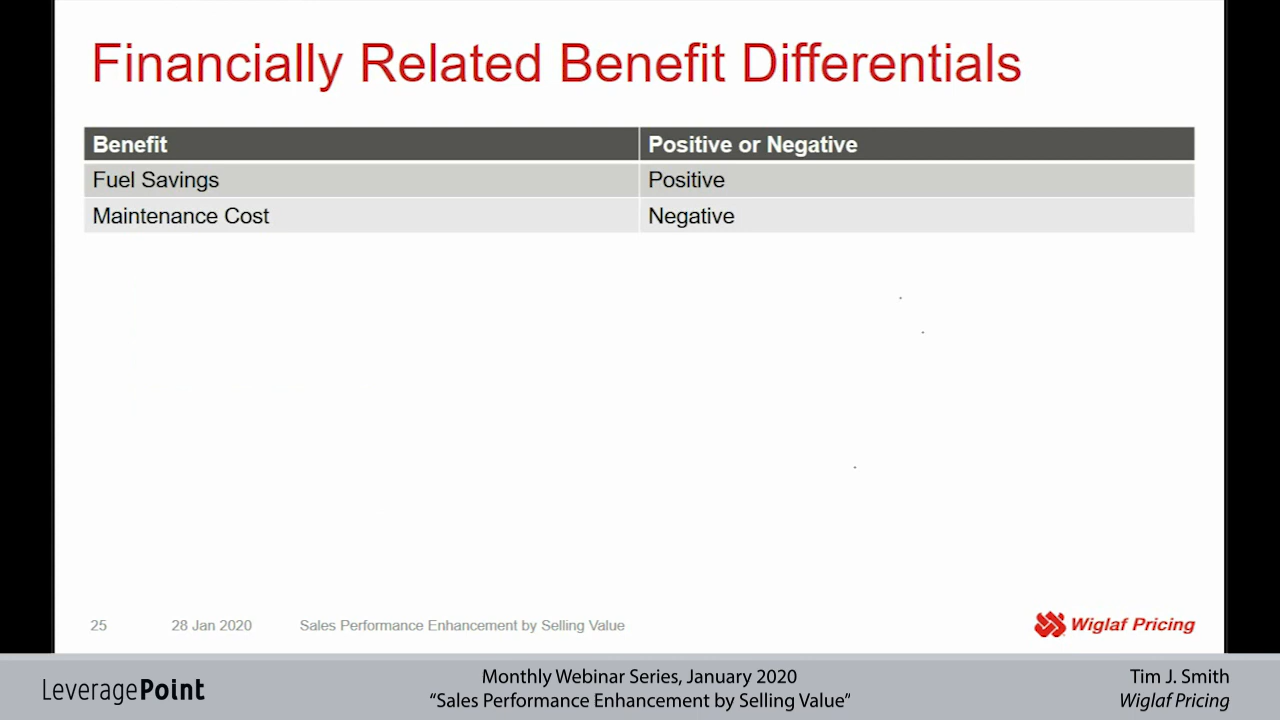 Financially Related Benefit Differentials
Benefit Positive or Negative
Fuel Savings Positive
Maintenance Cost Negative
25 28 Jan 2020 Sales Performance Enhancement by Selling Value Wiglaf Pricing
LeveragePoint
Monthly Webinar Series, January 2020
“Sales Performance Enhancement by Selling Value”
Tim J. Smith
Wiglaf Pricing